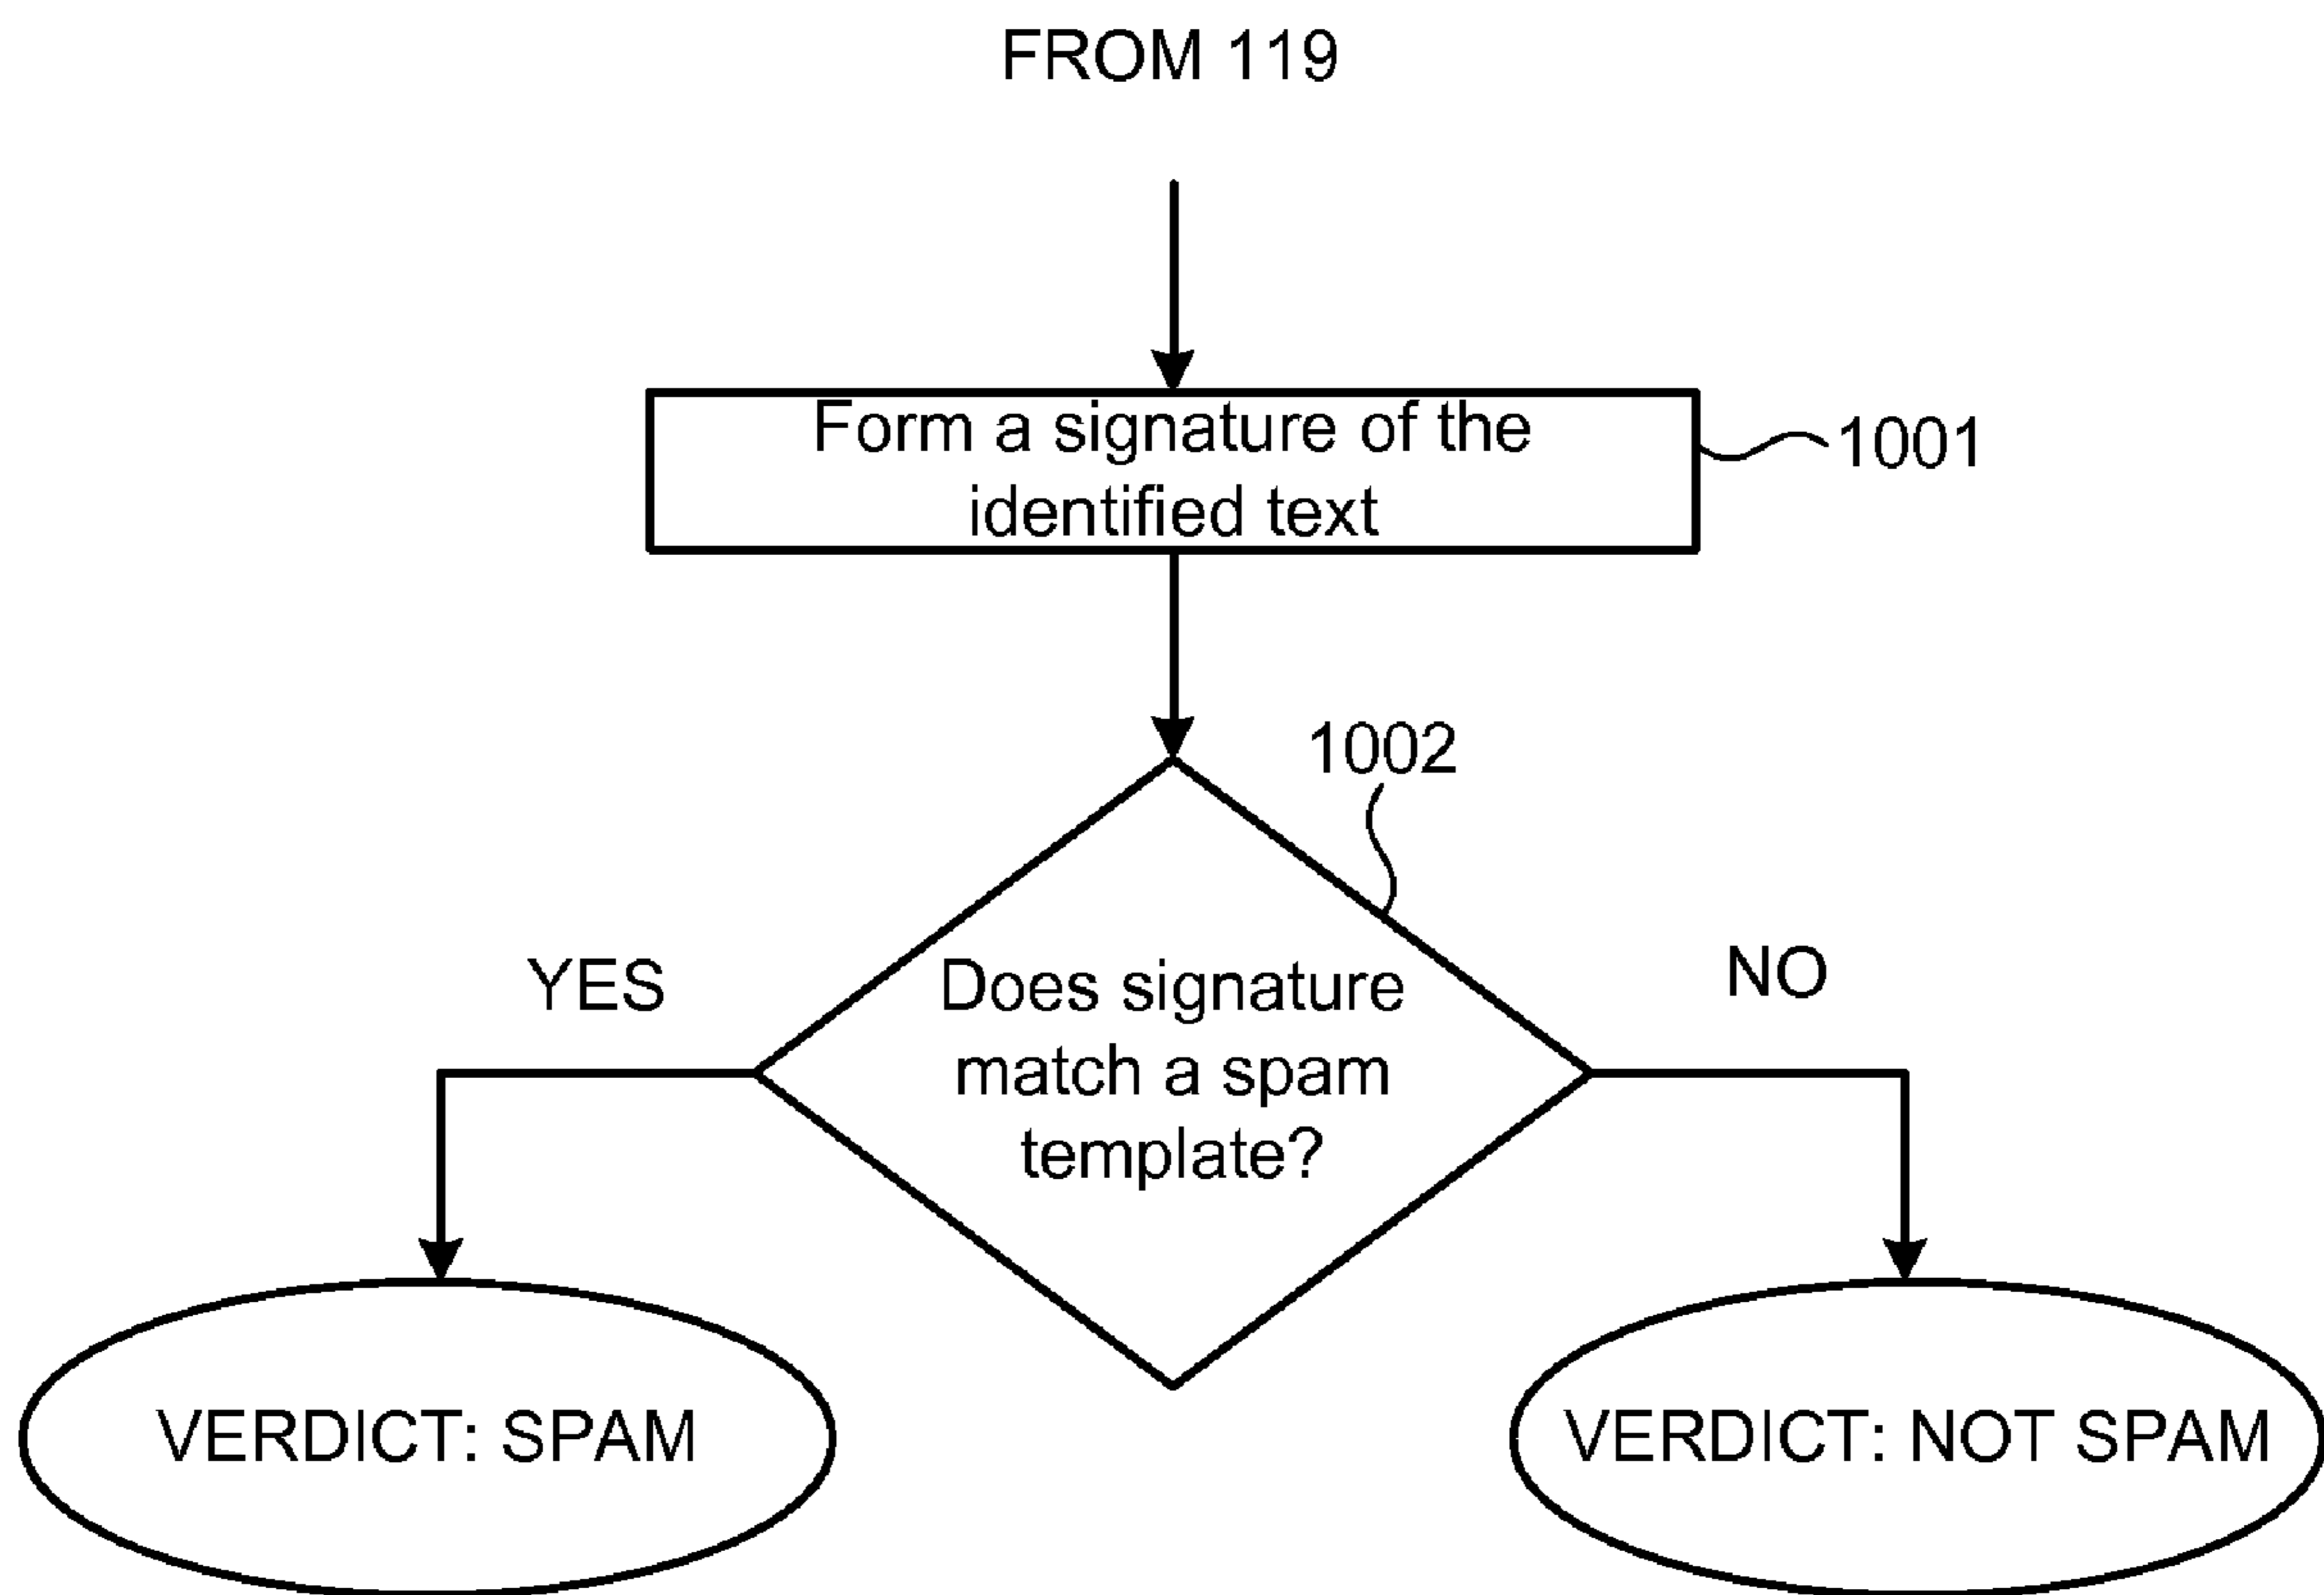 FROM 119
Form a signature of the
identified text
1001
1002
YES
NO
Does signature
match a spam
template?
VERDICT: SPAM
VERDICT: NOT SPAM